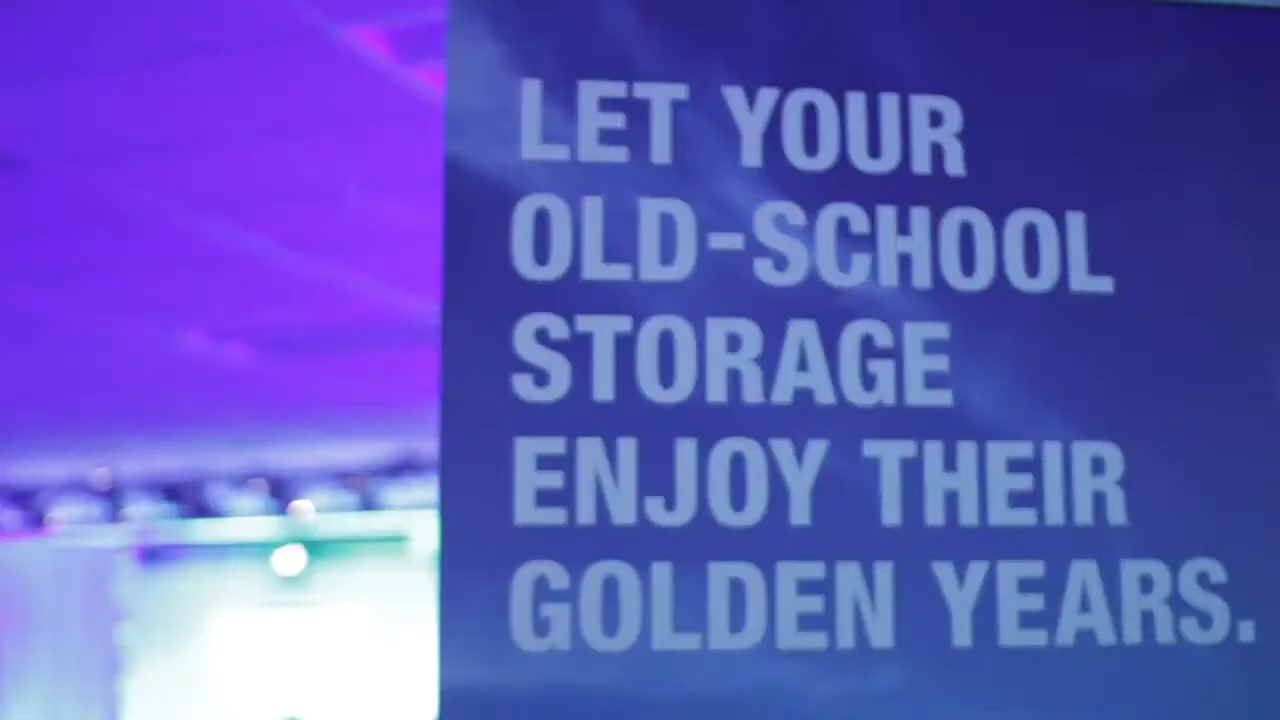 LET YOUR
OLD-SCHOOL
STORAGE
ENJOY THEIR
GOLDEN YEARS.